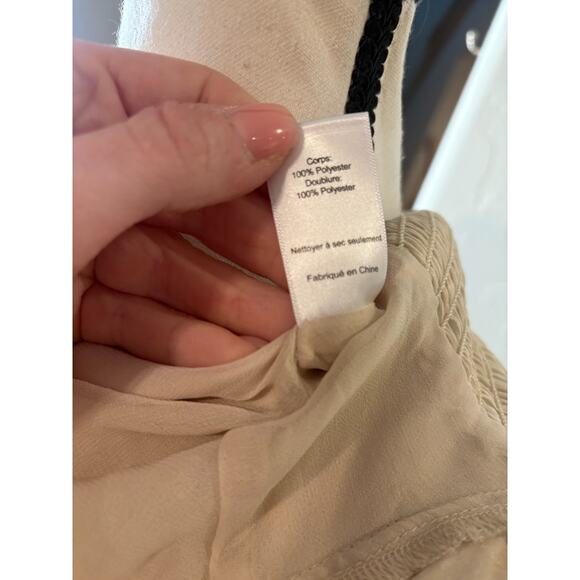 Corps:
100% Polyester
Doublure:
100% Polyester
Nettoyer à sec seulement
Fabriqué en Chine